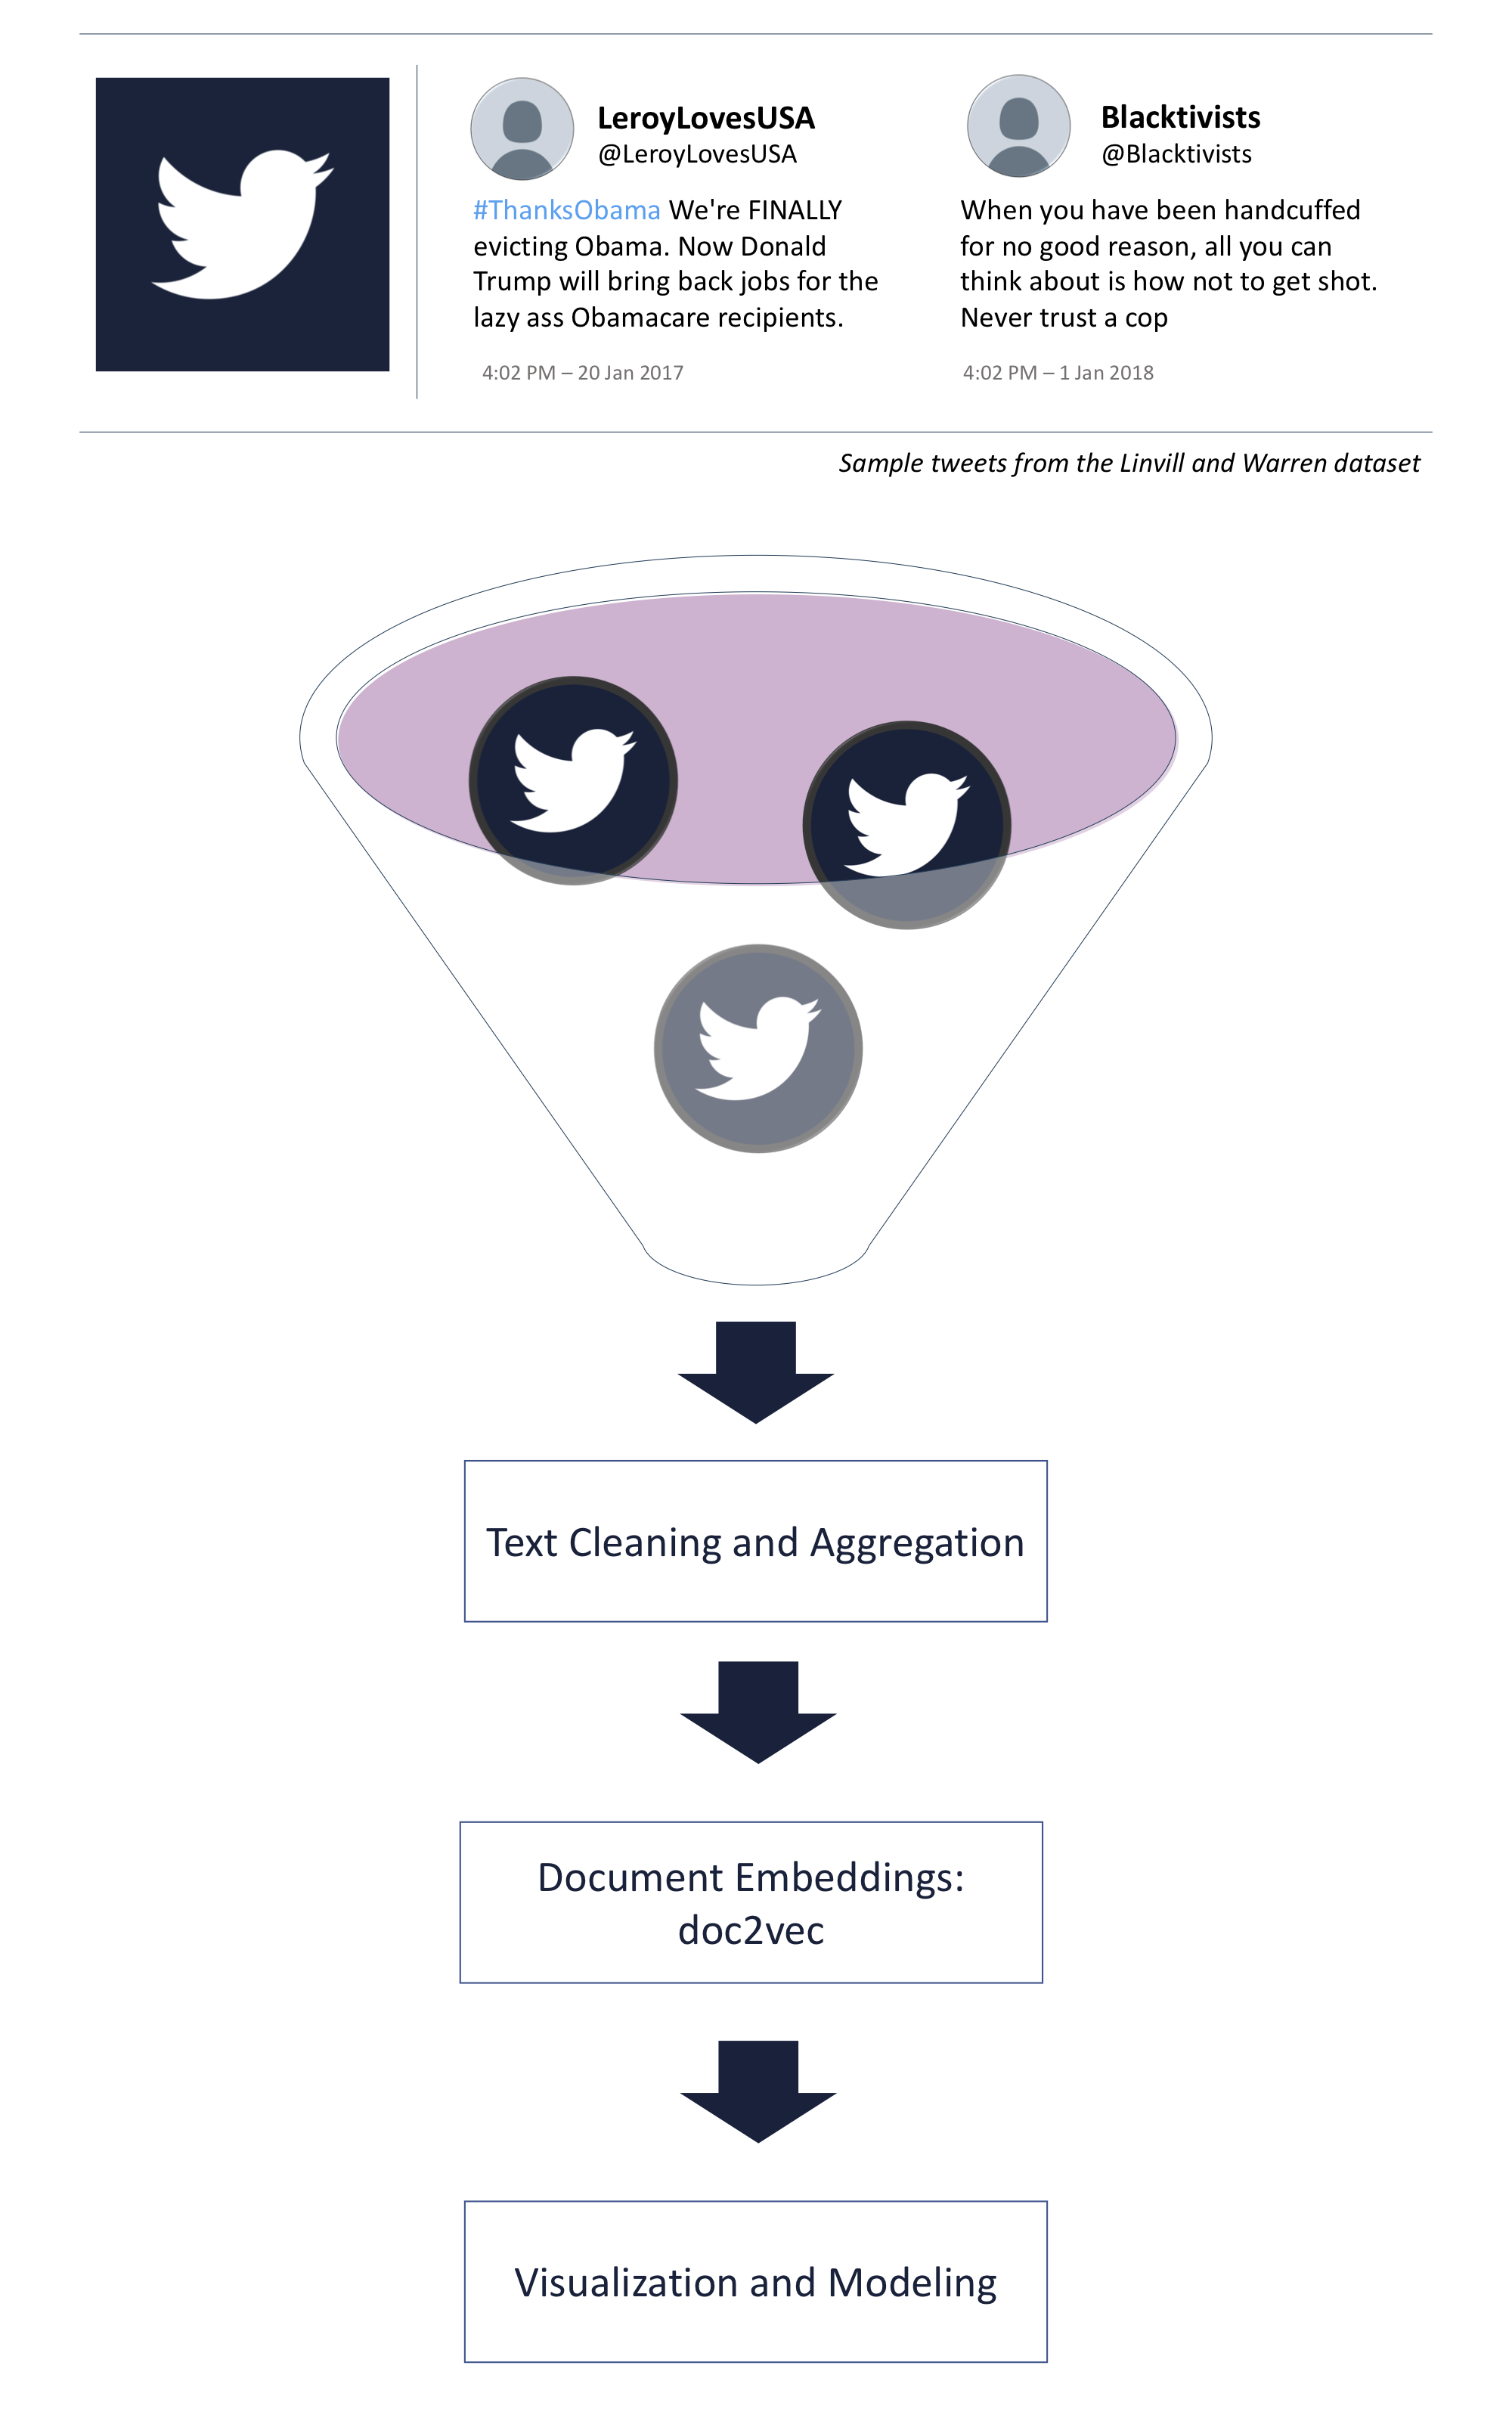 LeroyLovesUSA
@LeroyLovesUSA
#ThanksObama We're FINALLY
evicting Obama. Now Donald
Trump will bring back jobs for the
lazy ass Obamacare recipients.
4:02 PM – 20 Jan 2017
Blacktivists
@Blacktivists
When you have been handcuffed
for no good reason, all you can
think about is how not to get shot.
Never trust a cop
4:02 PM – 1 Jan 2018
Sample tweets from the Linvill and Warren dataset
Text Cleaning and Aggregation
Document Embeddings:
doc2vec
Visualization and Modeling